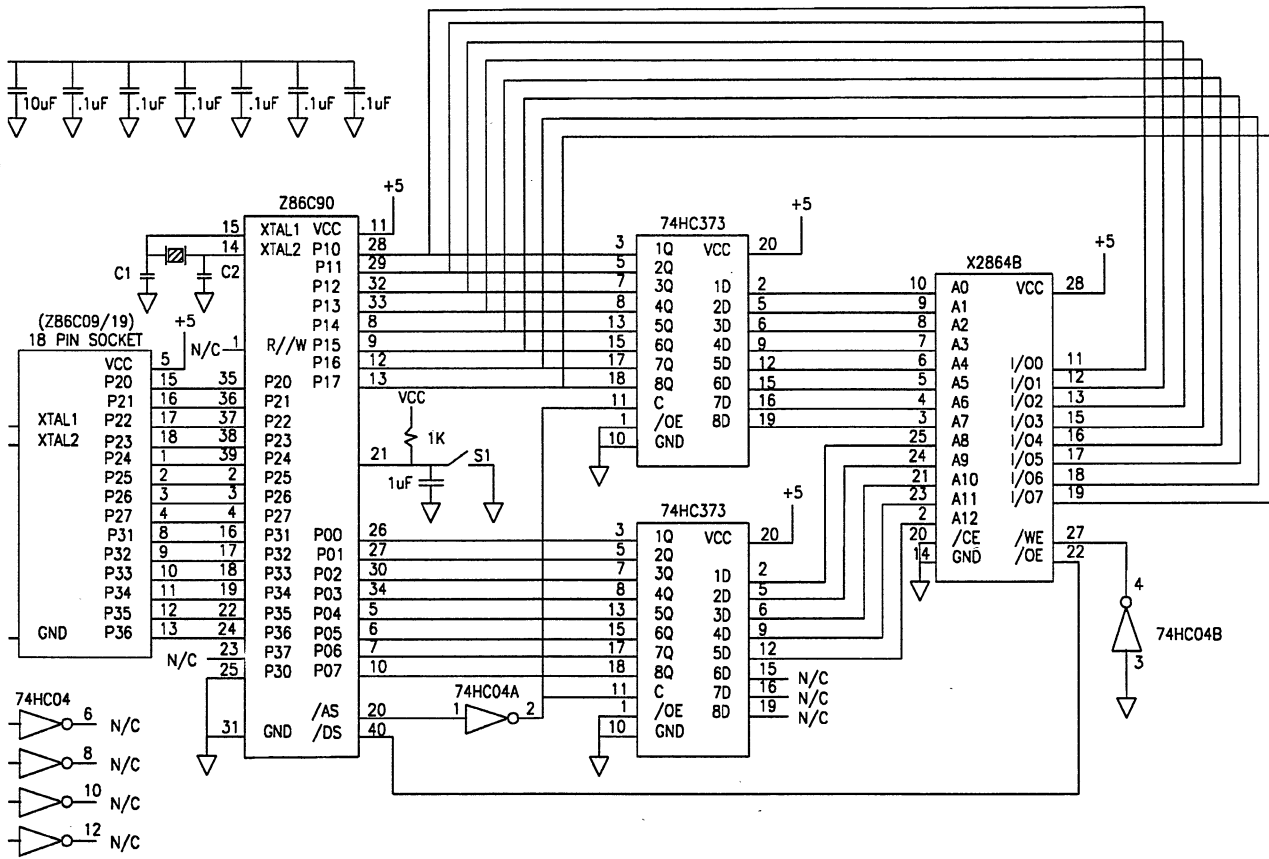 10uF .1uF .1uF .1uF .1uF .1uF .1uF
Z86C90
+5
15 XTAL1 VCC 11
14 XTAL2 P10 28
P11 29
P12 32
P13 33
P14 8
1 R//W P15 9
P16 12
35 P20 P17 13
36 P21
37 P22
38 P23
39 P24 21
2 P25
3 P26
4 P27
16 P31 P00 26
17 P32 P01 27
18 P33 P02 30
19 P34 P03 34
22 P35 P04 5
24 P36 P05 6
23 P37 P06 7
25 P30 P07 10
/AS 20
31 GND /DS 40
C1 C2
N/C
N/C
(Z86C09/19)
18 PIN SOCKET
+5
VCC 5
P20 15
P21 16
XTAL1 P22 17
XTAL2 P23 18
P24 1
P25 2
P26 3
P27 4
P31 8
P32 9
P33 10
P34 11
P35 12
GND P36 13
VCC
1K
1uF
S1
74HC373
+5
3 1Q VCC 20
5 2Q
7 3Q 1D 2
8 4Q 2D 5
13 5Q 3D 6
15 6Q 4D 9
17 7Q 5D 12
18 8Q 6D 15
11 C 7D 16
1 /OE 8D 19
10 GND
74HC373
+5
3 1Q VCC 20
5 2Q
7 3Q 1D 2
8 4Q 2D 5
13 5Q 3D 6
15 6Q 4D 9
17 7Q 5D 12
18 8Q 6D 15 N/C
11 C 7D 16 N/C
1 /OE 8D 19 N/C
10 GND
X2864B
+5
10 A0 VCC 28
9 A1
8 A2
7 A3
6 A4 I/O0 11
5 A5 I/O1 12
4 A6 I/O2 13
3 A7 I/O3 15
25 A8 I/O4 16
24 A9 I/O5 17
21 A10 I/O6 18
23 A11 I/O7 19
2 A12
20 /CE /WE 27
14 GND /OE 22
4
74HC04B
3
74HC04A
1 2
74HC04
6 N/C
8 N/C
10 N/C
12 N/C